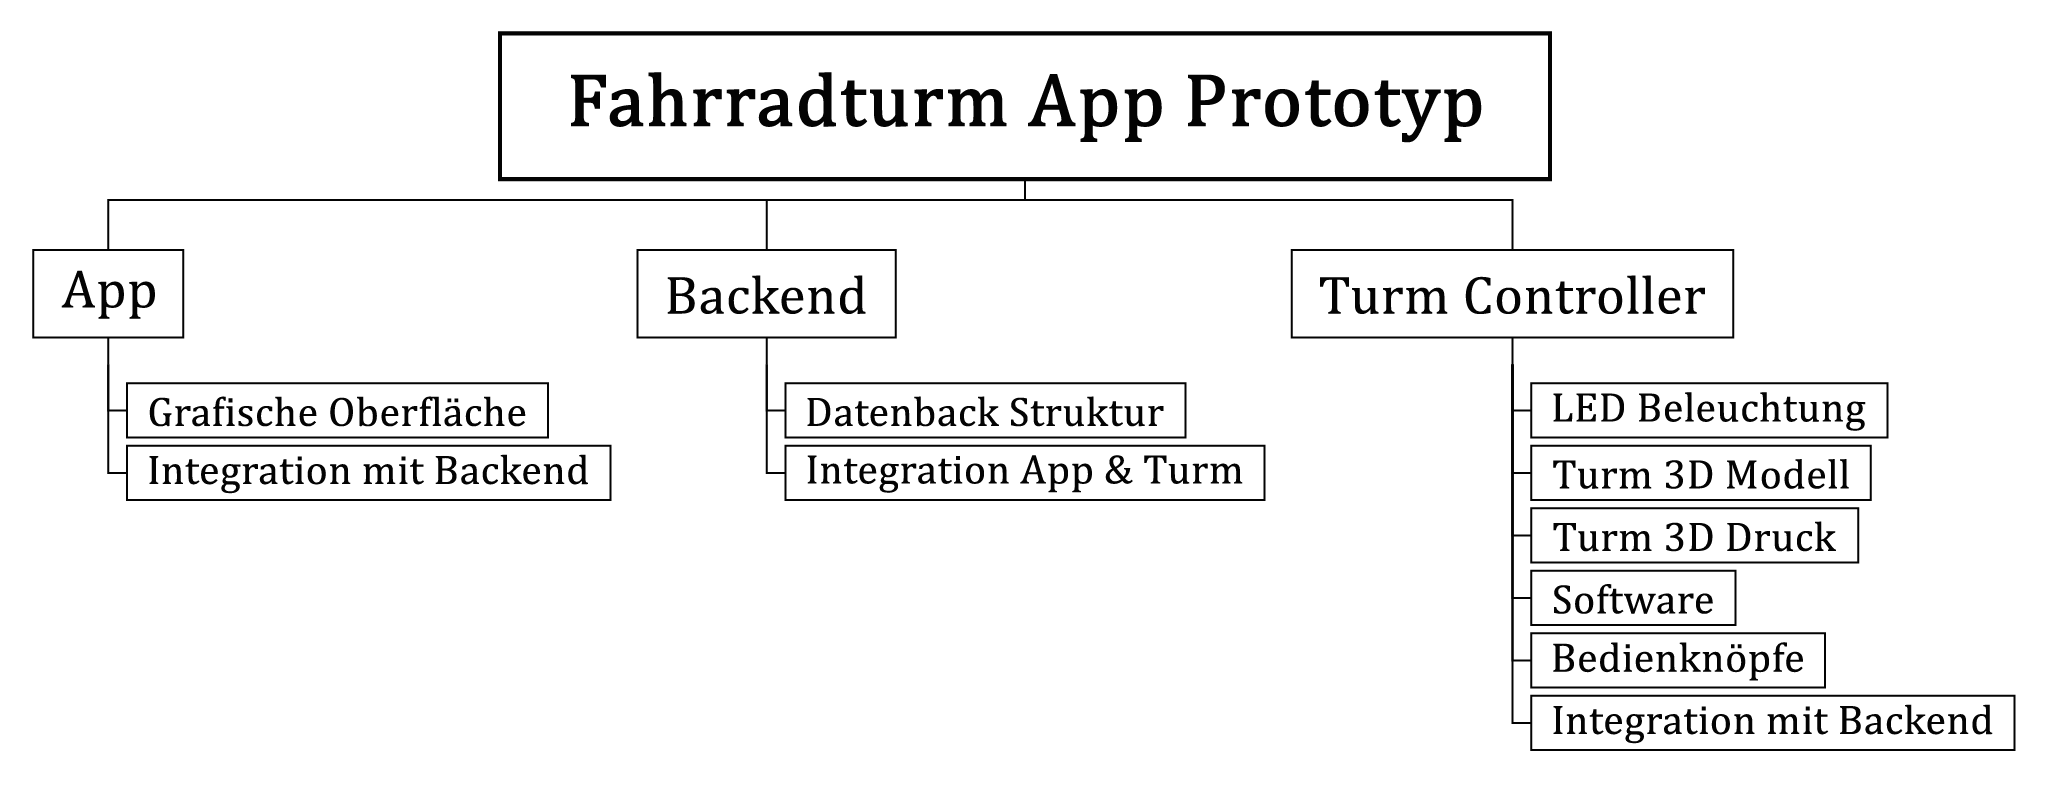 Fahrradturm App Prototyp
App
Grafische Oberfläche
Integration mit Backend
Backend
Datenback Struktur
Integration App & Turm
Turm Controller
LED Beleuchtung
Turm 3D Modell
Turm 3D Druck
Software
Bedienknöpfe
Integration mit Backend